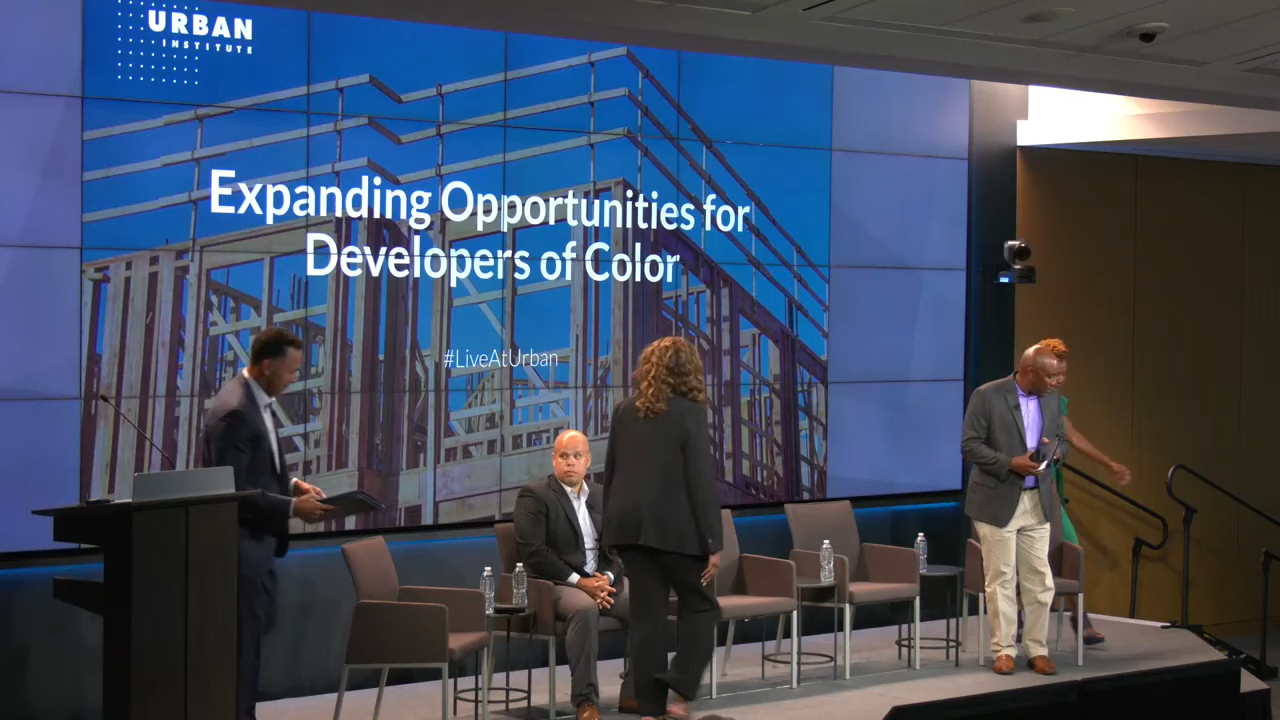 URBAN
INSTITUTE
Expanding Opportunities for
Developers of Color
#LiveAtUrban